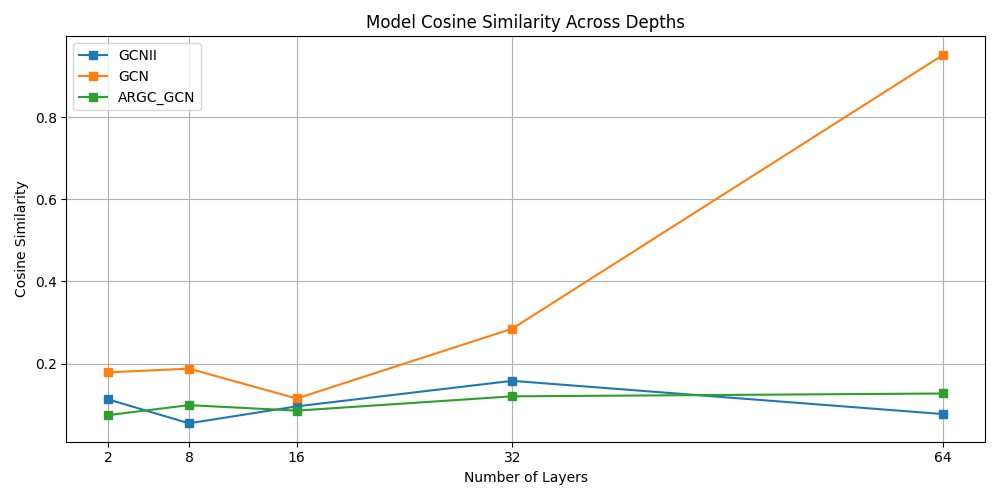 Model Cosine Similarity Across Depths
GCNII
GCN
ARGC_GCN
Cosine Similarity
0.8
0.6
0.4
0.2
2 8 16 32 64
Number of Layers